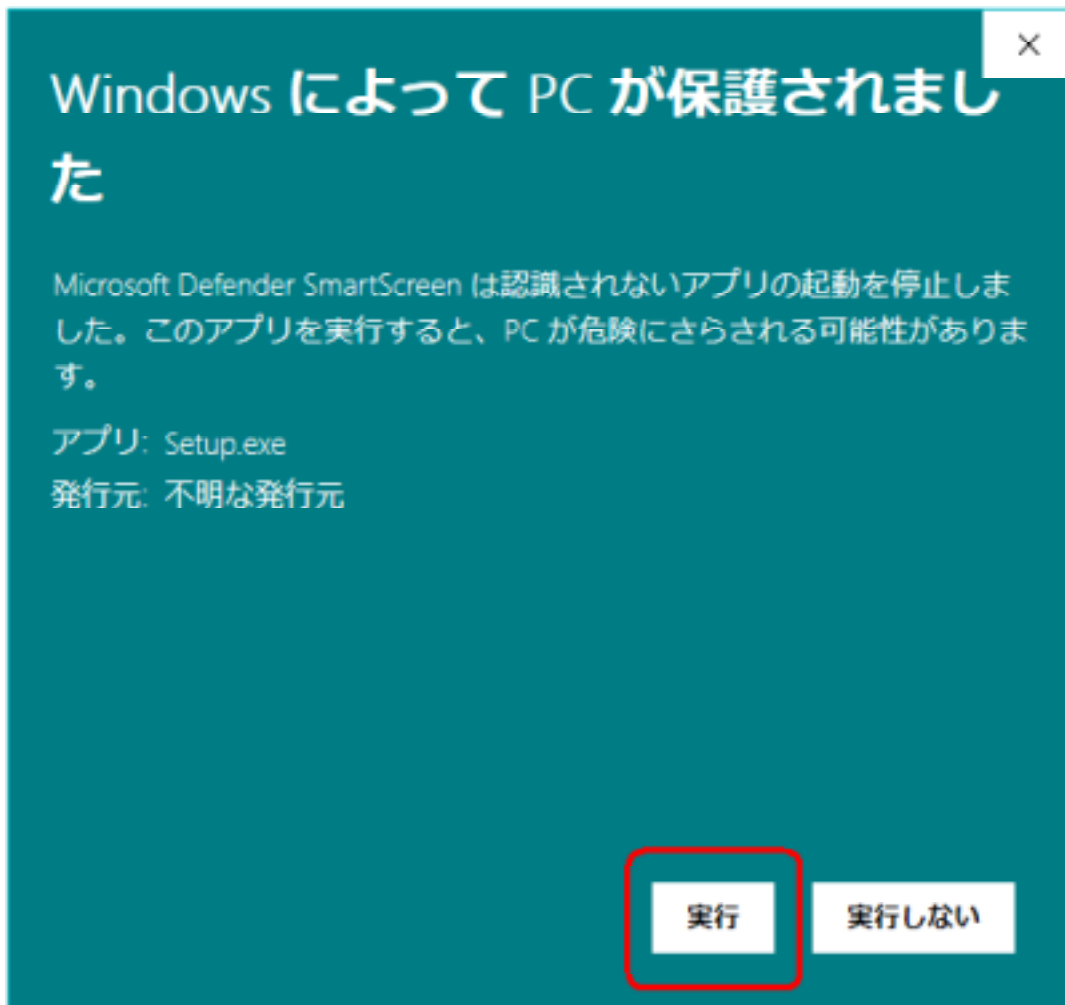 Windows によって PC が保護されまし
た
Microsoft Defender SmartScreen は認識されないアプリの起動を停止しま
した。このアプリを実行すると、PC が危険にさらされる可能性がありま
す。
アプリ: Setup.exe
発行元: 不明な発行元
実行 実行しない